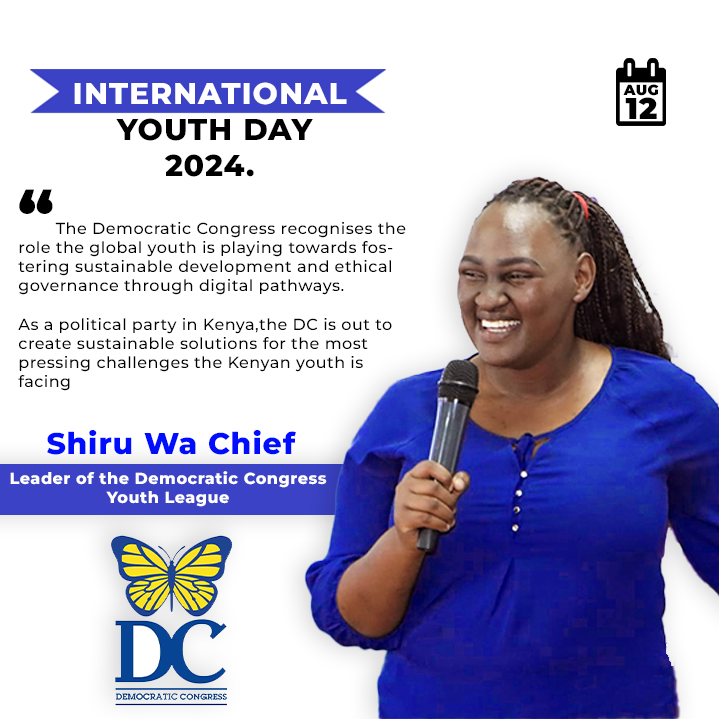 INTERNATIONAL
YOUTH DAY
2024.
AUG
12
“
The Democratic Congress recognises the
role the global youth is playing towards fos-
tering sustainable development and ethical
governance through digital pathways.
As a political party in Kenya,the DC is out to
create sustainable solutions for the most
pressing challenges the Kenyan youth is
facing
Shiru Wa Chief
Leader of the Democratic Congress
Youth League
DC
DEMOCRATIC CONGRESS